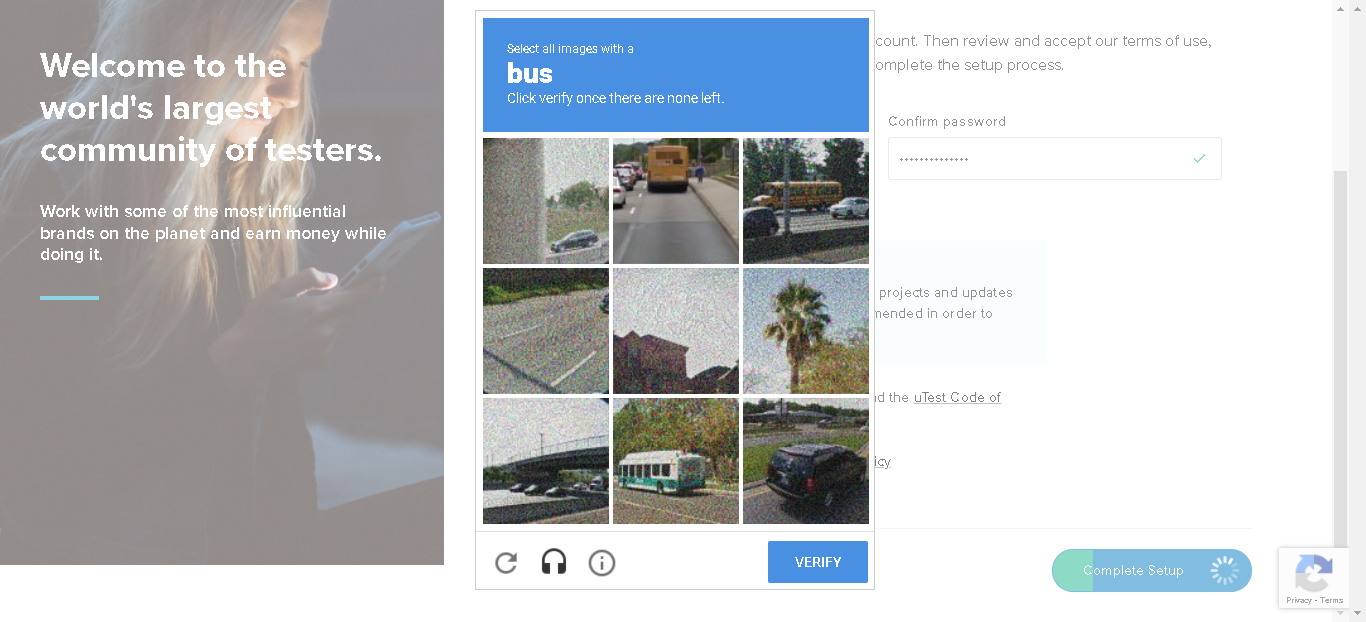 Welcome to the
world's largest
community of testers.
Work with some of the most influential
brands on the planet and earn money while
doing it.
Select all images with a
bus
Click verify once there are none left.
VERIFY
count. Then review and accept our terms of use,
omplete the setup process.
Confirm password
projects and updates
nended in order to
nd the uTest Code of
icy
Complete Setup
Privacy - Terms